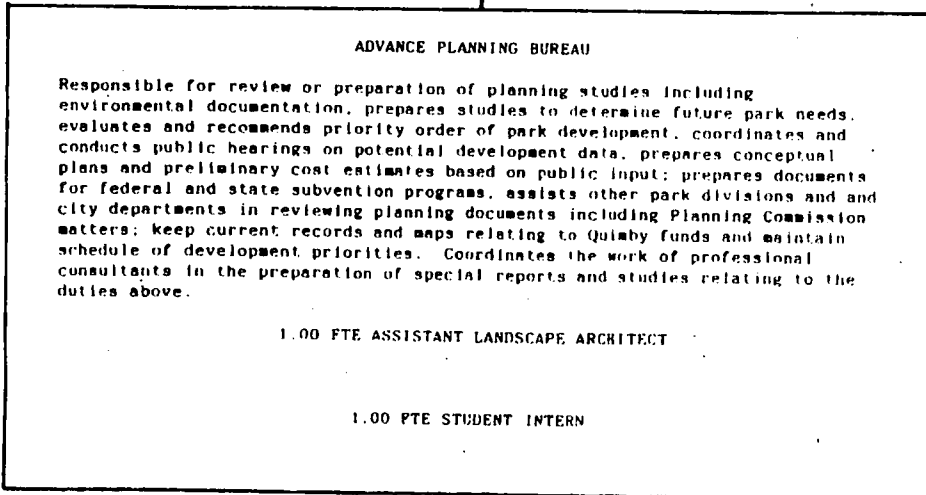 ADVANCE PLANNING BUREAU
Responsible for review or preparation of planning studies including
environmental documentation, prepares studies to determine future park needs,
evaluates and recommends priority order of park development, coordinates and
conducts public hearings on potential development data, prepares conceptual
plans and preliminary cost estimates based on public input; prepares documents
for federal and state subvention programs, assists other park divisions and and
city departments in reviewing planning documents including Planning Commission
matters; keep current records and maps relating to Quimby funds and maintain
schedule of development priorities. Coordinates the work of professional
consultants in the preparation of special reports and studies relating to the
duties above.
1.00 FTE ASSISTANT LANDSCAPE ARCHITECT
1.00 FTE STUDENT INTERN